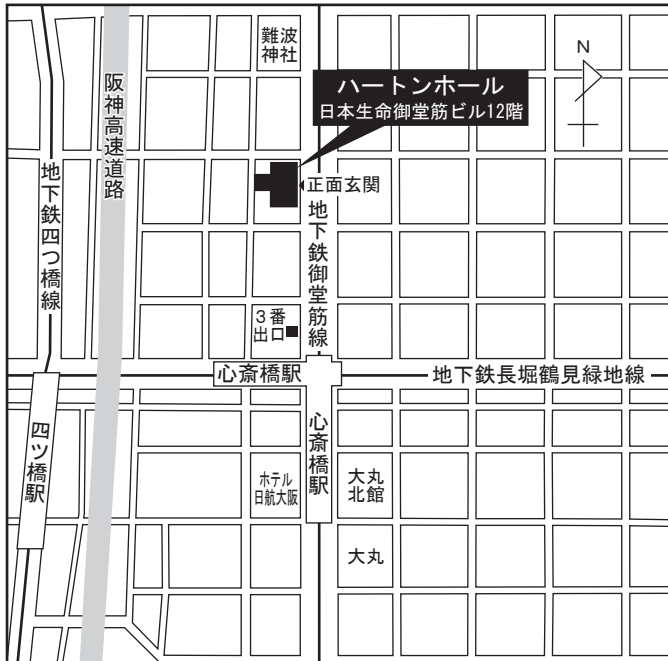 難波
神社
N
ハートンホール
日本生命御堂筋ビル12階
阪神高速道路
地下鉄四つ橋線
正面玄関
地下鉄御堂筋線
3番
出口
心斎橋駅
地下鉄長堀鶴見緑地線
四ツ橋駅
心斎橋駅
ホテル
日航大阪
大丸
北館
大丸